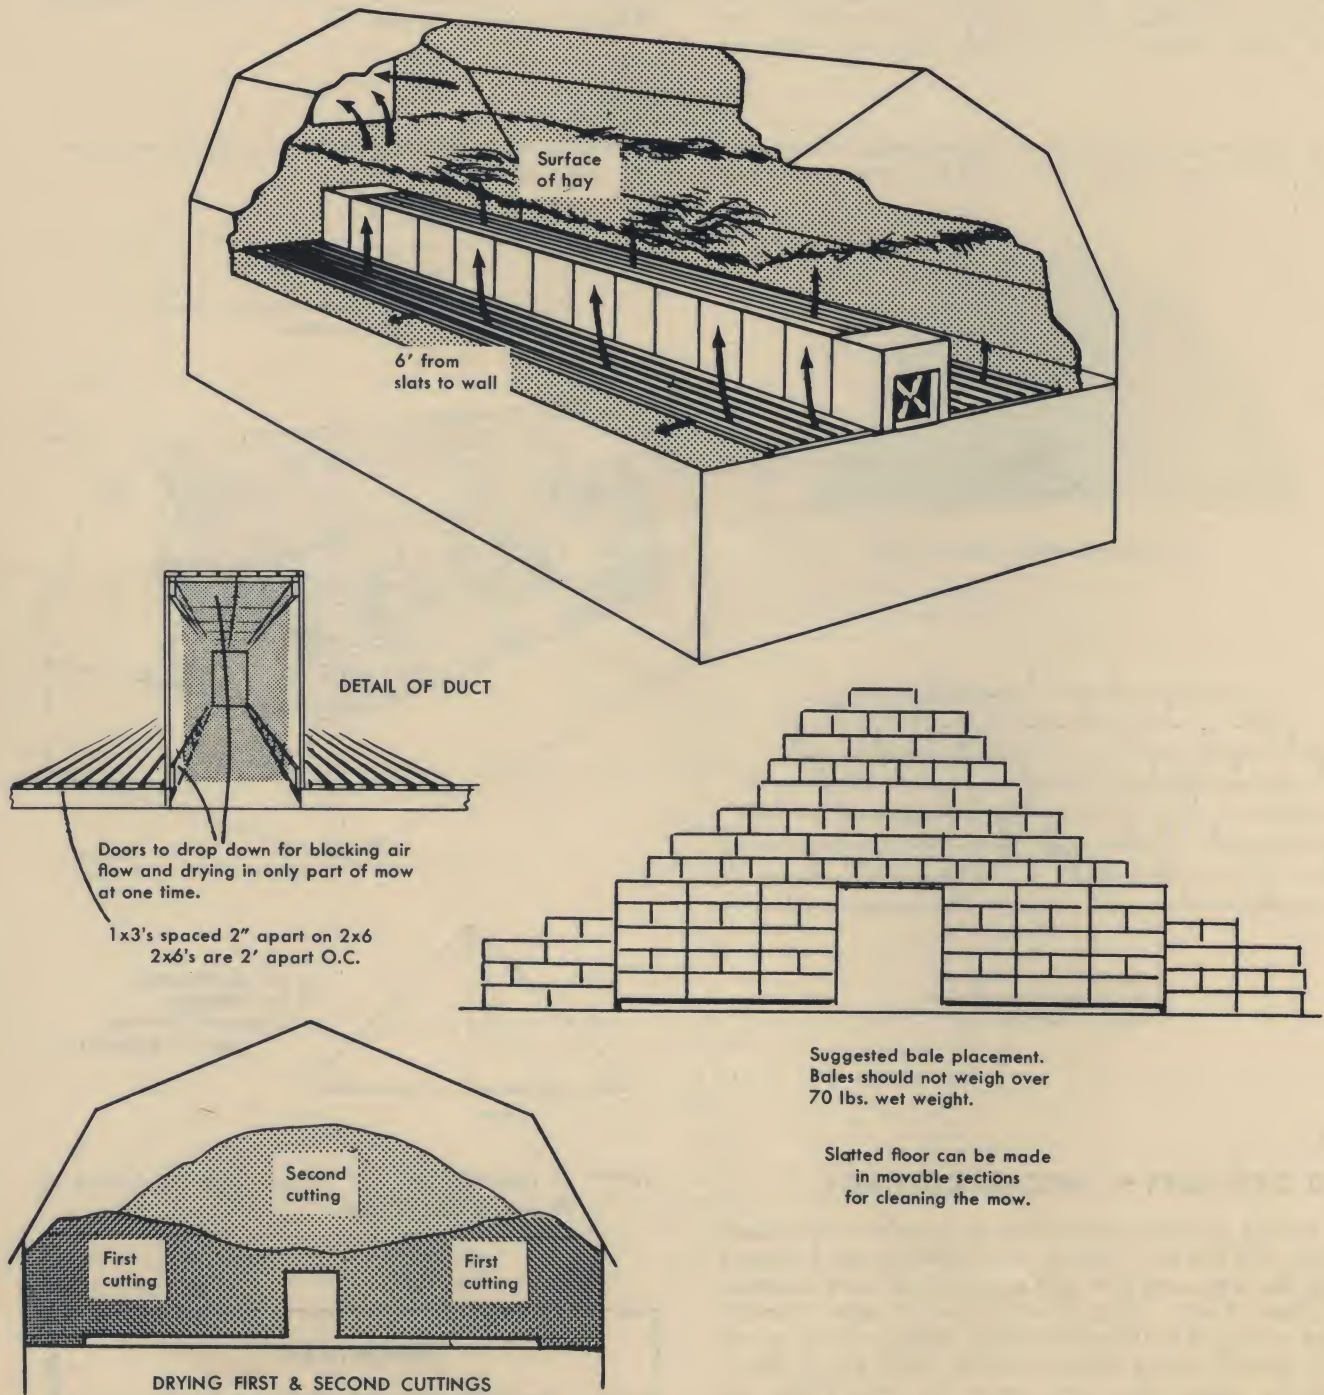 Surface
of hay
6' from
slats to wall
DETAIL OF DUCT
Doors to drop down for blocking air
flow and drying in only part of mow
at one time.
1x3's spaced 2" apart on 2x6
2x6's are 2' apart O.C.
Suggested bale placement.
Bales should not weigh over
70 lbs. wet weight.
Slatted floor can be made
in movable sections
for cleaning the mow.
Second
cutting
First
cutting
First
cutting
DRYING FIRST & SECOND CUTTINGS